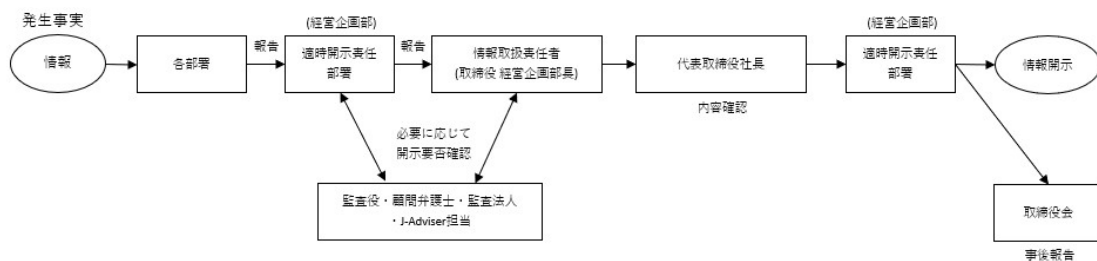 発生事実
情報
各部署
報告
(経営企画部)
適時開示責任
部署
報告
情報取扱責任者
(取締役 経営企画部長)
代表取締役社長
内容確認
(経営企画部)
適時開示責任
部署
情報開示
必要に応じて
開示要否確認
監査役・顧問弁護士・監査法人
・J-Adviser担当
取締役会
事後報告